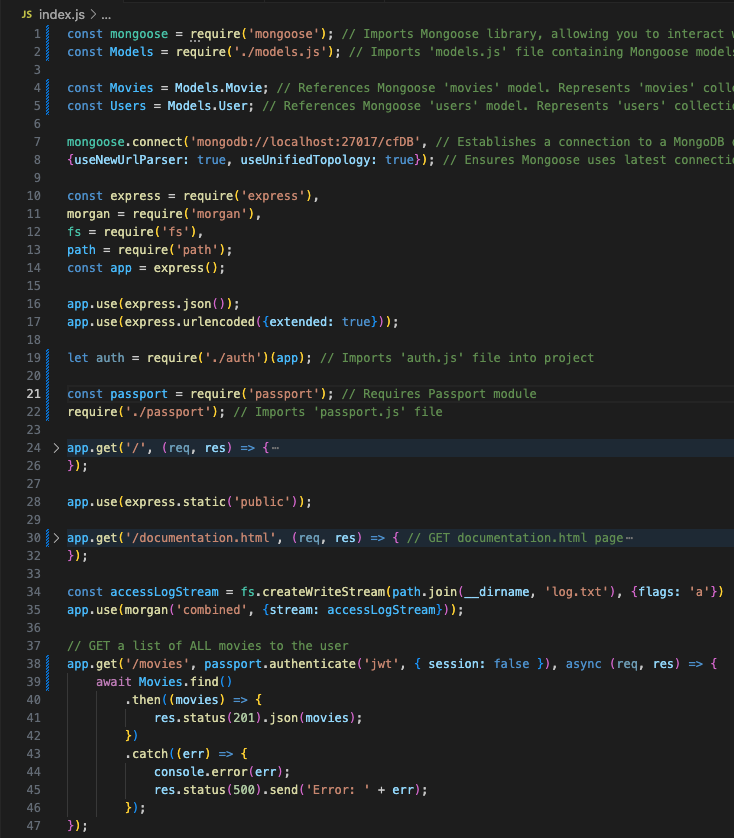 JS index.js > ...
1 const mongoose = require('mongoose'); // Imports Mongoose library, allowing you to interact
2 const Models = require('./models.js'); // Imports 'models.js' file containing Mongoose models
3
4 const Movies = Models.Movie; // References Mongoose 'movies' model. Represents 'movies'
5 const Users = Models.User; // References Mongoose 'users' model. Represents 'users'
6
7 mongoose.connect('mongodb://localhost:27017/cfDB', // Establishes a connection to a MongoDB
8 {useNewUrlParser: true, useUnifiedTopology: true}); // Ensures Mongoose uses latest
9
10 const express = require('express'),
11 morgan = require('morgan'),
12 fs = require('fs'),
13 path = require('path');
14 const app = express();
15
16 app.use(express.json());
17 app.use(express.urlencoded({extended: true}));
18
19 let auth = require('./auth')(app); // Imports 'auth.js' file into project
20
21 const passport = require('passport'); // Requires Passport module
22 require('./passport'); // Imports 'passport.js' file
23
24 > app.get('/', (req, res) => {⋯
26 });
27
28 app.use(express.static('public'));
29
30 > app.get('/documentation.html', (req, res) => { // GET documentation.html page⋯
32 });
33
34 const accessLogStream = fs.createWriteStream(path.join(__dirname, 'log.txt'), {flags: 'a'})
35 app.use(morgan('combined', {stream: accessLogStream}));
36
37 // GET a list of ALL movies to the user
38 app.get('/movies', passport.authenticate('jwt', { session: false }), async (req, res) => {
39 await Movies.find()
40 .then((movies) => {
41 res.status(201).json(movies);
42 })
43 .catch((err) => {
44 console.error(err);
45 res.status(500).send('Error: ' + err);
46 });
47 });